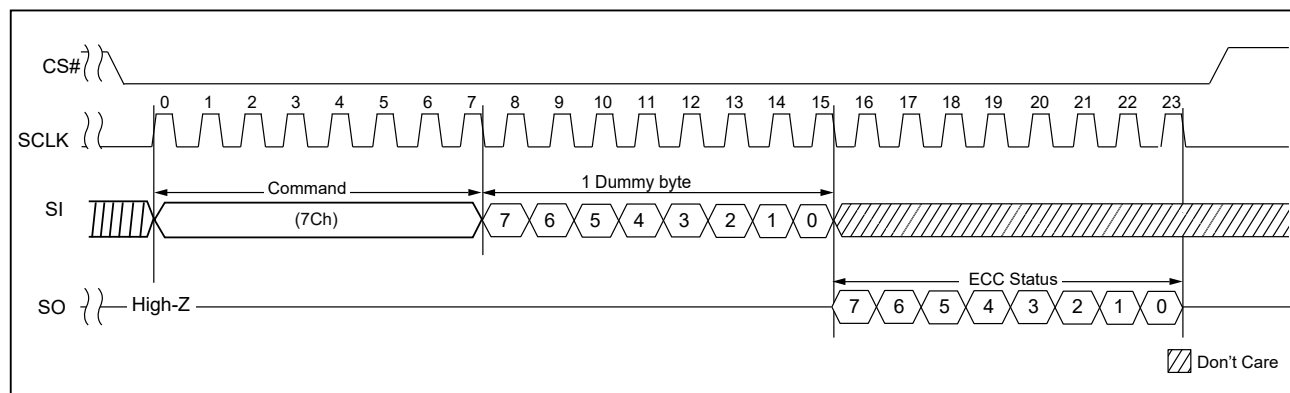 CS#
0 1 2 3 4 5 6 7 8 9 10 11 12 13 14 15 16 17 18 19 20 21 22 23
SCLK
Command
1 Dummy byte
SI
(7Ch)
7 6 5 4 3 2 1 0
ECC Status
SO
High-Z
7 6 5 4 3 2 1 0
Don't Care